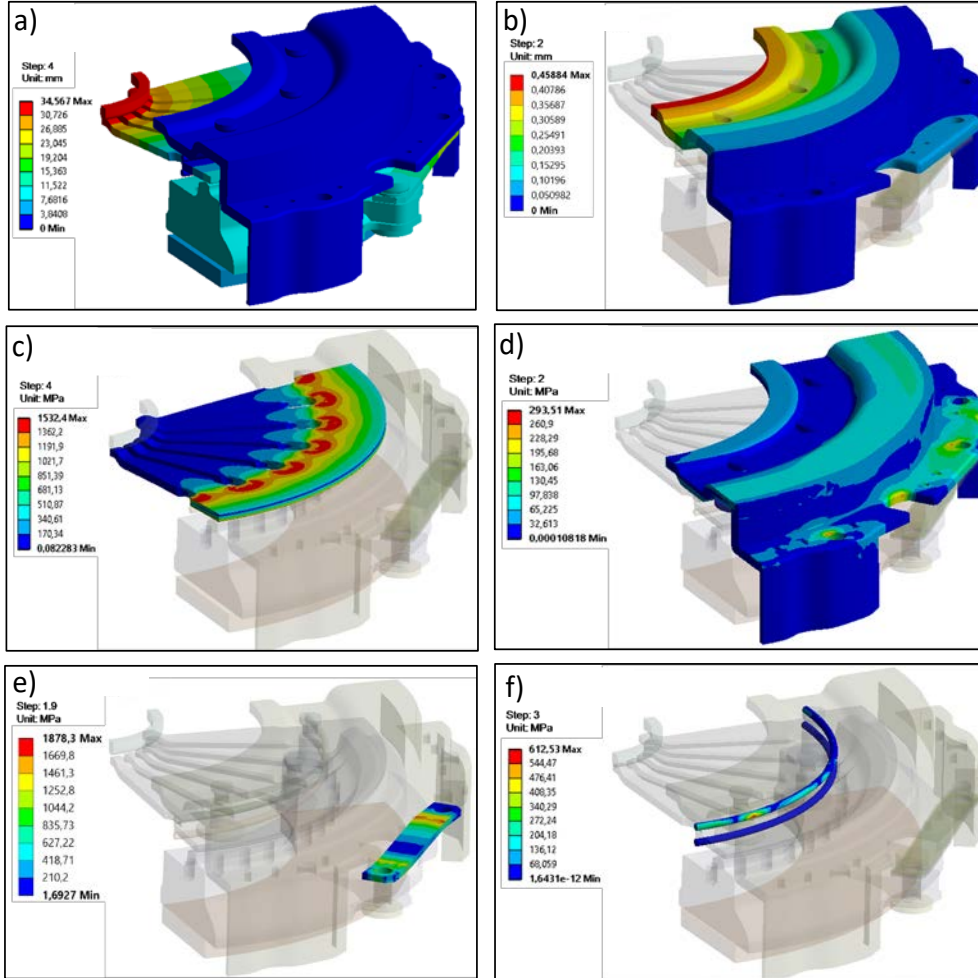 a)
Step: 4
Unit: mm
34,567 Max
30,726
26,885
23,045
19,204
15,363
11,522
7,6816
3,8408
0 Min
b)
Step: 2
Unit: mm
0,45884 Max
0,40786
0,35687
0,30589
0,25491
0,20393
0,15295
0,10196
0,050982
0 Min
c)
Step: 4
Unit: MPa
1532,4 Max
1362,2
1191,9
1021,7
851,39
681,13
510,87
340,61
170,34
0,082283 Min
d)
Step: 2
Unit: MPa
293,51 Max
260,9
228,29
195,68
163,06
130,45
97,838
65,225
32,613
0,00010818 Min
e)
Step: 1.9
Unit: MPa
1878,3 Max
1669,8
1461,3
1252,8
1044,2
835,73
627,22
418,71
210,2
1,6927 Min
f)
Step: 3
Unit: MPa
612,53 Max
544,47
476,41
408,35
340,29
272,24
204,18
136,12
68,059
1,6431e-12 Min